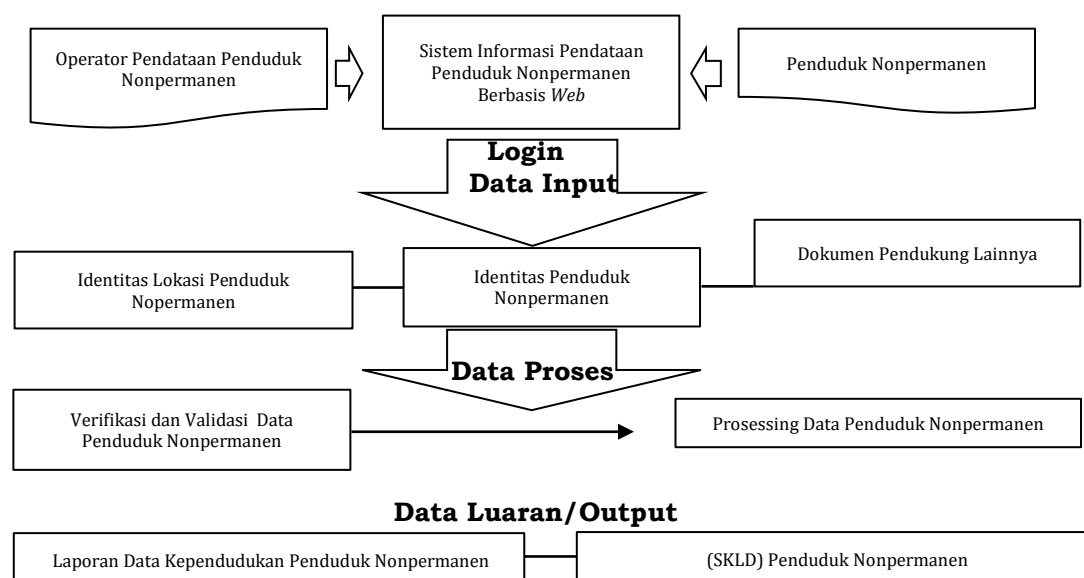 Operator Pendataan Penduduk
Nonpermanen
Sistem Informasi Pendataan
Penduduk Nonpermanen
Berbasis Web
Penduduk Nonpermanen
Login
Data Input
Identitas Lokasi Penduduk
Nopermanen
Identitas Penduduk
Nonpermanen
Dokumen Pendukung Lainnya
Data Proses
Verifikasi dan Validasi Data
Penduduk Nonpermanen
Prosessing Data Penduduk Nonpermanen
Data Luaran/Output
Laporan Data Kependudukan Penduduk Nonpermanen
(SKLD) Penduduk Nonpermanen